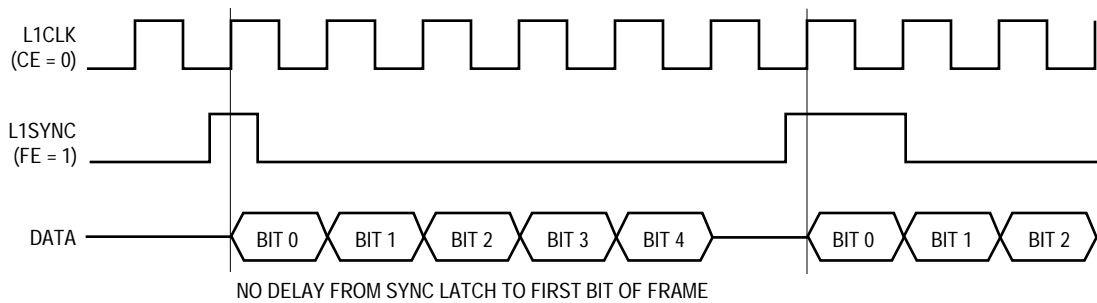 L1CLK
(CE = 0)
L1SYNC
(FE = 1)
DATA
BIT 0
BIT 1
BIT 2
BIT 3
BIT 4
BIT 0
BIT 1
BIT 2
NO DELAY FROM SYNC LATCH TO FIRST BIT OF FRAME